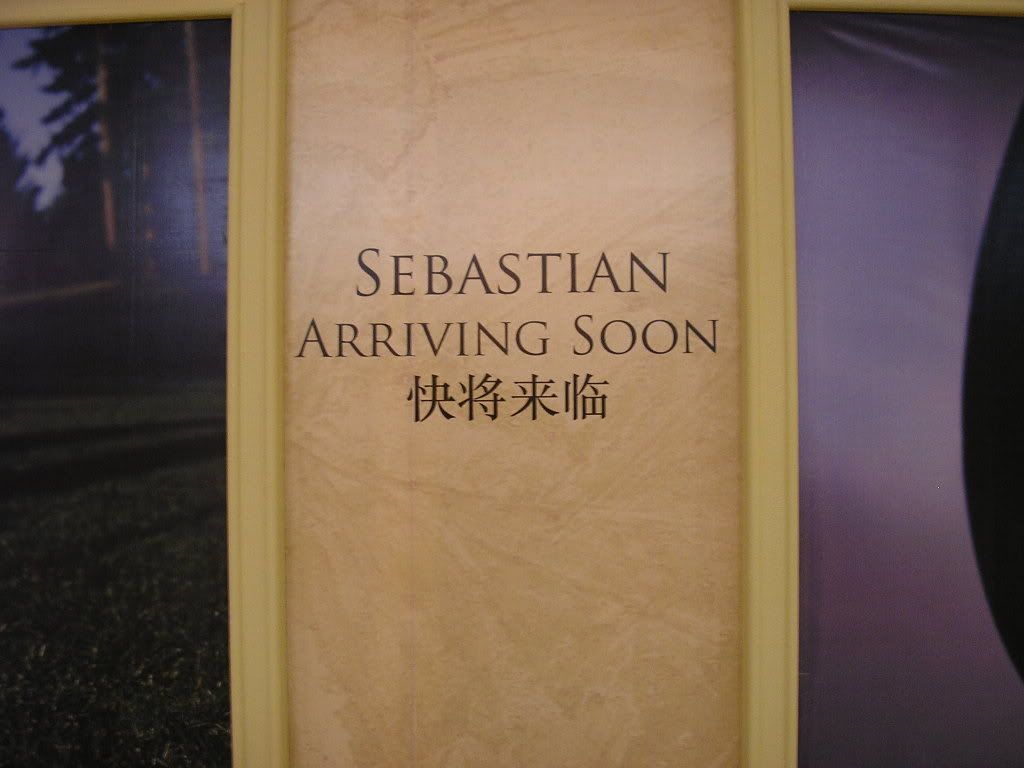 SEBASTIAN
ARRIVING SOON
快将来临